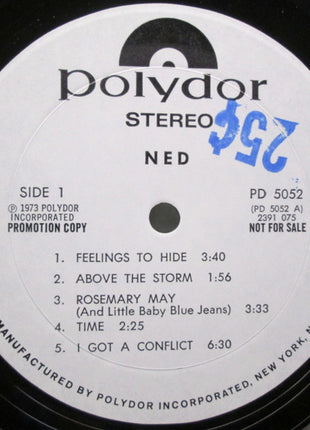 polydor
STEREO
25¢
NED
SIDE 1
PD 5052
℗ 1973 POLYDOR
INCORPORATED
PROMOTION COPY
(PD 5052 A)
2391 075
NOT FOR SALE
1. FEELINGS TO HIDE 3:40
2. ABOVE THE STORM 1:56
3. ROSEMARY MAY
(And Little Baby Blue Jeans) 3:33
4. TIME 2:25
5. I GOT A CONFLICT 6:30
MANUFACTURED BY POLYDOR INCORPORATED, NEW YORK, N